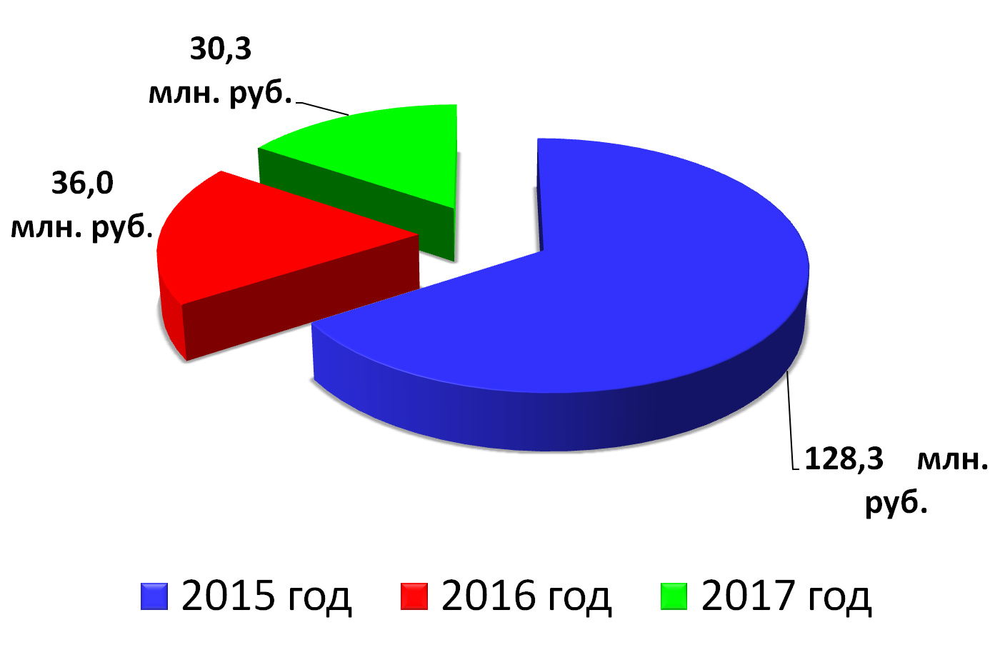 30,3
млн. руб.
36,0
млн. руб.
128,3 млн.
руб.
2015 год 2016 год 2017 год